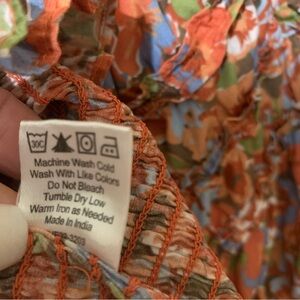 30C
Machine Wash Cold
Wash With Like Colors
Do Not Bleach
Tumble Dry Low
Warm Iron as Needed
Made In India